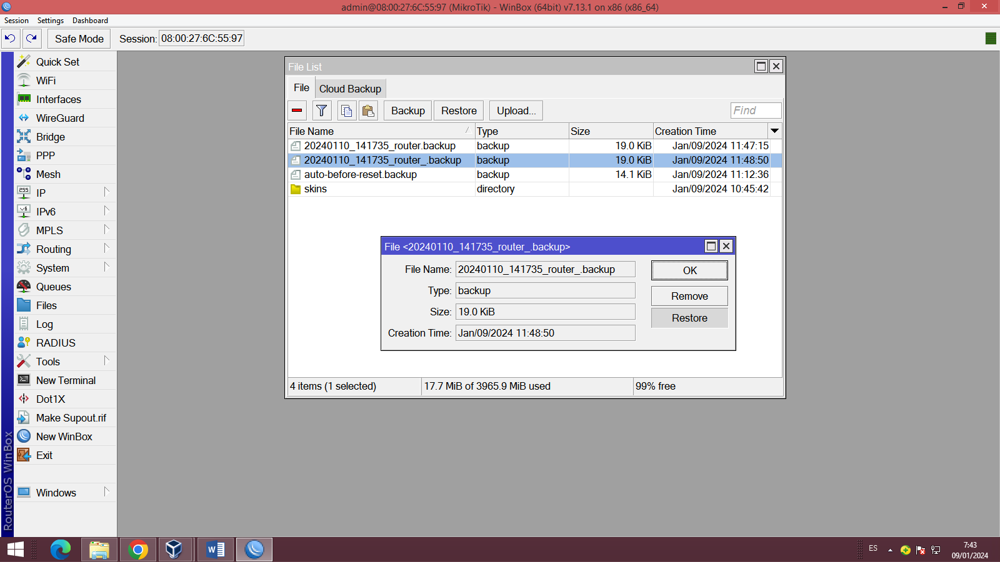 admin@08:00:27:6C:55:97 (MikroTik) - WinBox (64bit) v7.13.1 on x86 (x86_64)
Session Settings Dashboard
Safe Mode Session: 08:00:27:6C:55:97
Quick Set
WiFi
Interfaces
WireGuard
Bridge
PPP
Mesh
IP
IPv6
MPLS
Routing
System
Queues
Files
Log
RADIUS
Tools
New Terminal
Dot1X
Make Supout.rif
New WinBox
Exit
Windows
RouterOS WinBox
File List
File Cloud Backup
Backup Restore Upload... Find
File Name Type Size Creation Time
20240110_141735_router.backup backup 19.0 KiB Jan/09/2024 11:47:15
20240110_141735_router_.backup backup 19.0 KiB Jan/09/2024 11:48:50
auto-before-reset.backup backup 14.1 KiB Jan/09/2024 11:12:36
skins directory Jan/09/2024 10:45:42
File <20240110_141735_router_.backup>
File Name: 20240110_141735_router_.backup OK
Type: backup Remove
Size: 19.0 KiB Restore
Creation Time: Jan/09/2024 11:48:50
4 items (1 selected) 17.7 MiB of 3965.9 MiB used 99% free
ES 7:43
09/01/2024